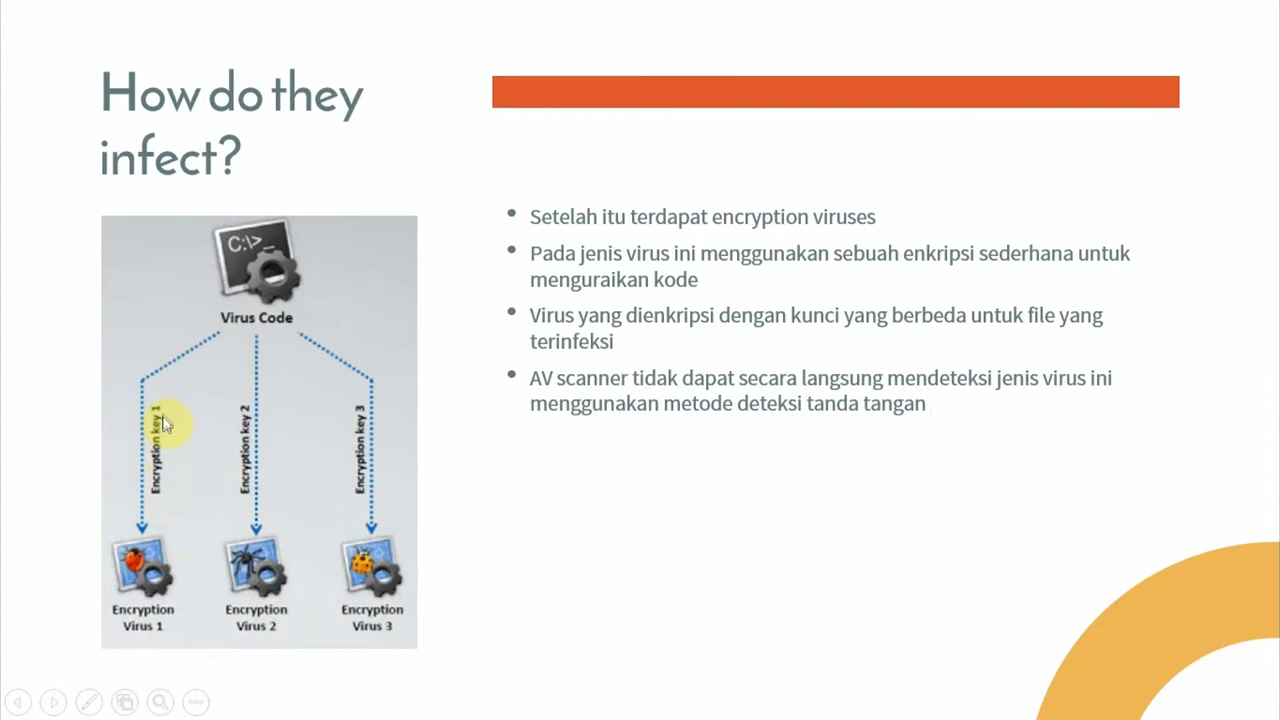 How do they
infect?
C:\>_
Virus Code
Encryption key 1
Encryption key 2
Encryption key 3
Encryption
Virus 1
Encryption
Virus 2
Encryption
Virus 3
• Setelah itu terdapat encryption viruses
• Pada jenis virus ini menggunakan sebuah enkripsi sederhana untuk
menguraikan kode
• Virus yang dienkripsi dengan kunci yang berbeda untuk file yang
terinfeksi
• AV scanner tidak dapat secara langsung mendeteksi jenis virus ini
menggunakan metode deteksi tanda tangan